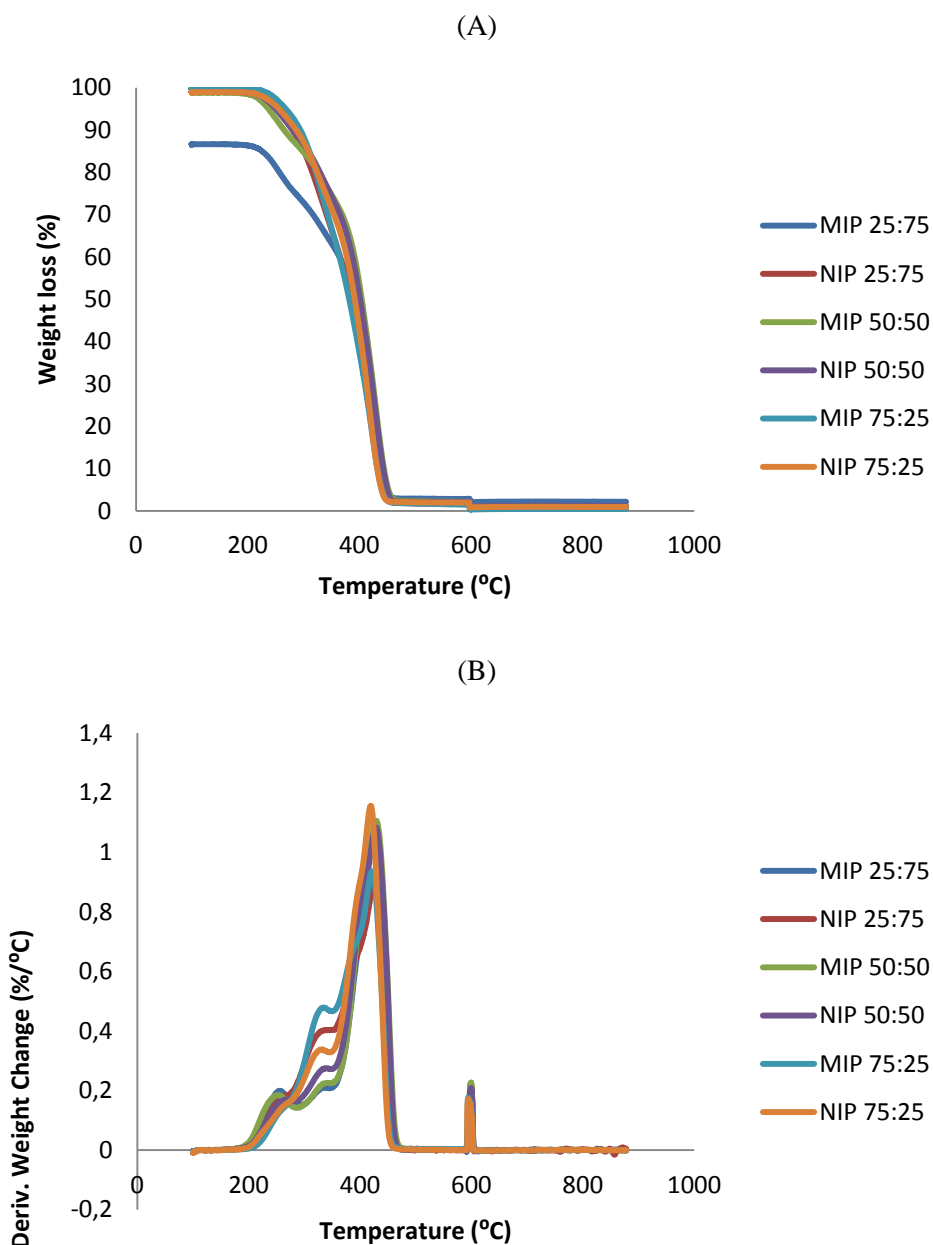 (A)
100
90
80
70
60
50
40
30
20
10
0
Weight loss (%)
0 200 400 600 800 1000
Temperature (⁰C)
MIP 25:75
NIP 25:75
MIP 50:50
NIP 50:50
MIP 75:25
NIP 75:25
(B)
1,4
1,2
1
0,8
0,6
0,4
0,2
0
-0,2
Deriv. Weight Change (%/⁰C)
0 200 400 600 800 1000
Temperature (⁰C)
MIP 25:75
NIP 25:75
MIP 50:50
NIP 50:50
MIP 75:25
NIP 75:25